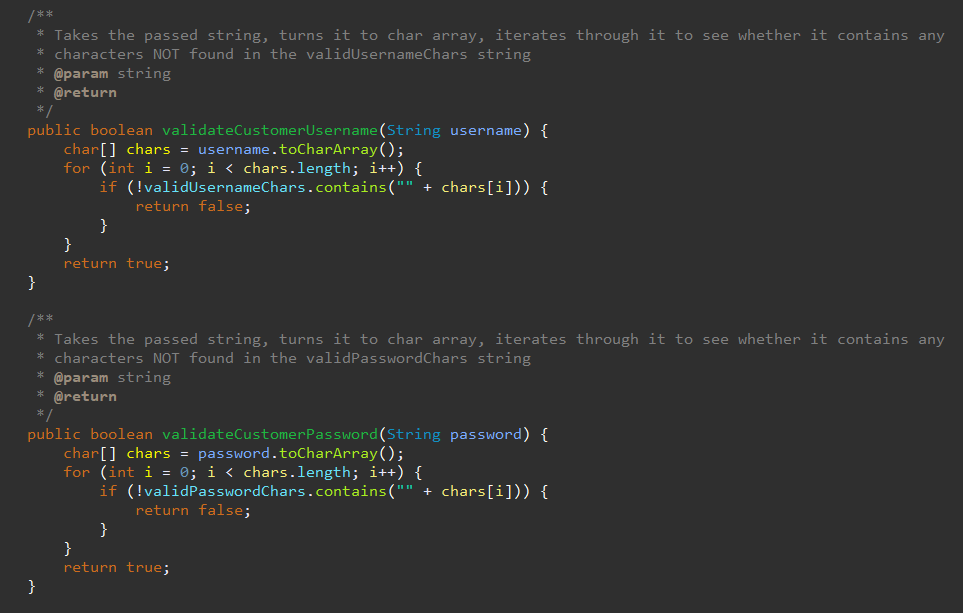 /**
 * Takes the passed string, turns it to char array, iterates through it to see whether it contains any
 * characters NOT found in the validUsernameChars string
 * @param string
 * @return
 */
public boolean validateCustomerUsername(String username) {
    char[] chars = username.toCharArray();
    for (int i = 0; i < chars.length; i++) {
        if (!validUsernameChars.contains("" + chars[i])) {
            return false;
        }
    }
    return true;
}

/**
 * Takes the passed string, turns it to char array, iterates through it to see whether it contains any
 * characters NOT found in the validPasswordChars string
 * @param string
 * @return
 */
public boolean validateCustomerPassword(String password) {
    char[] chars = password.toCharArray();
    for (int i = 0; i < chars.length; i++) {
        if (!validPasswordChars.contains("" + chars[i])) {
            return false;
        }
    }
    return true;
}